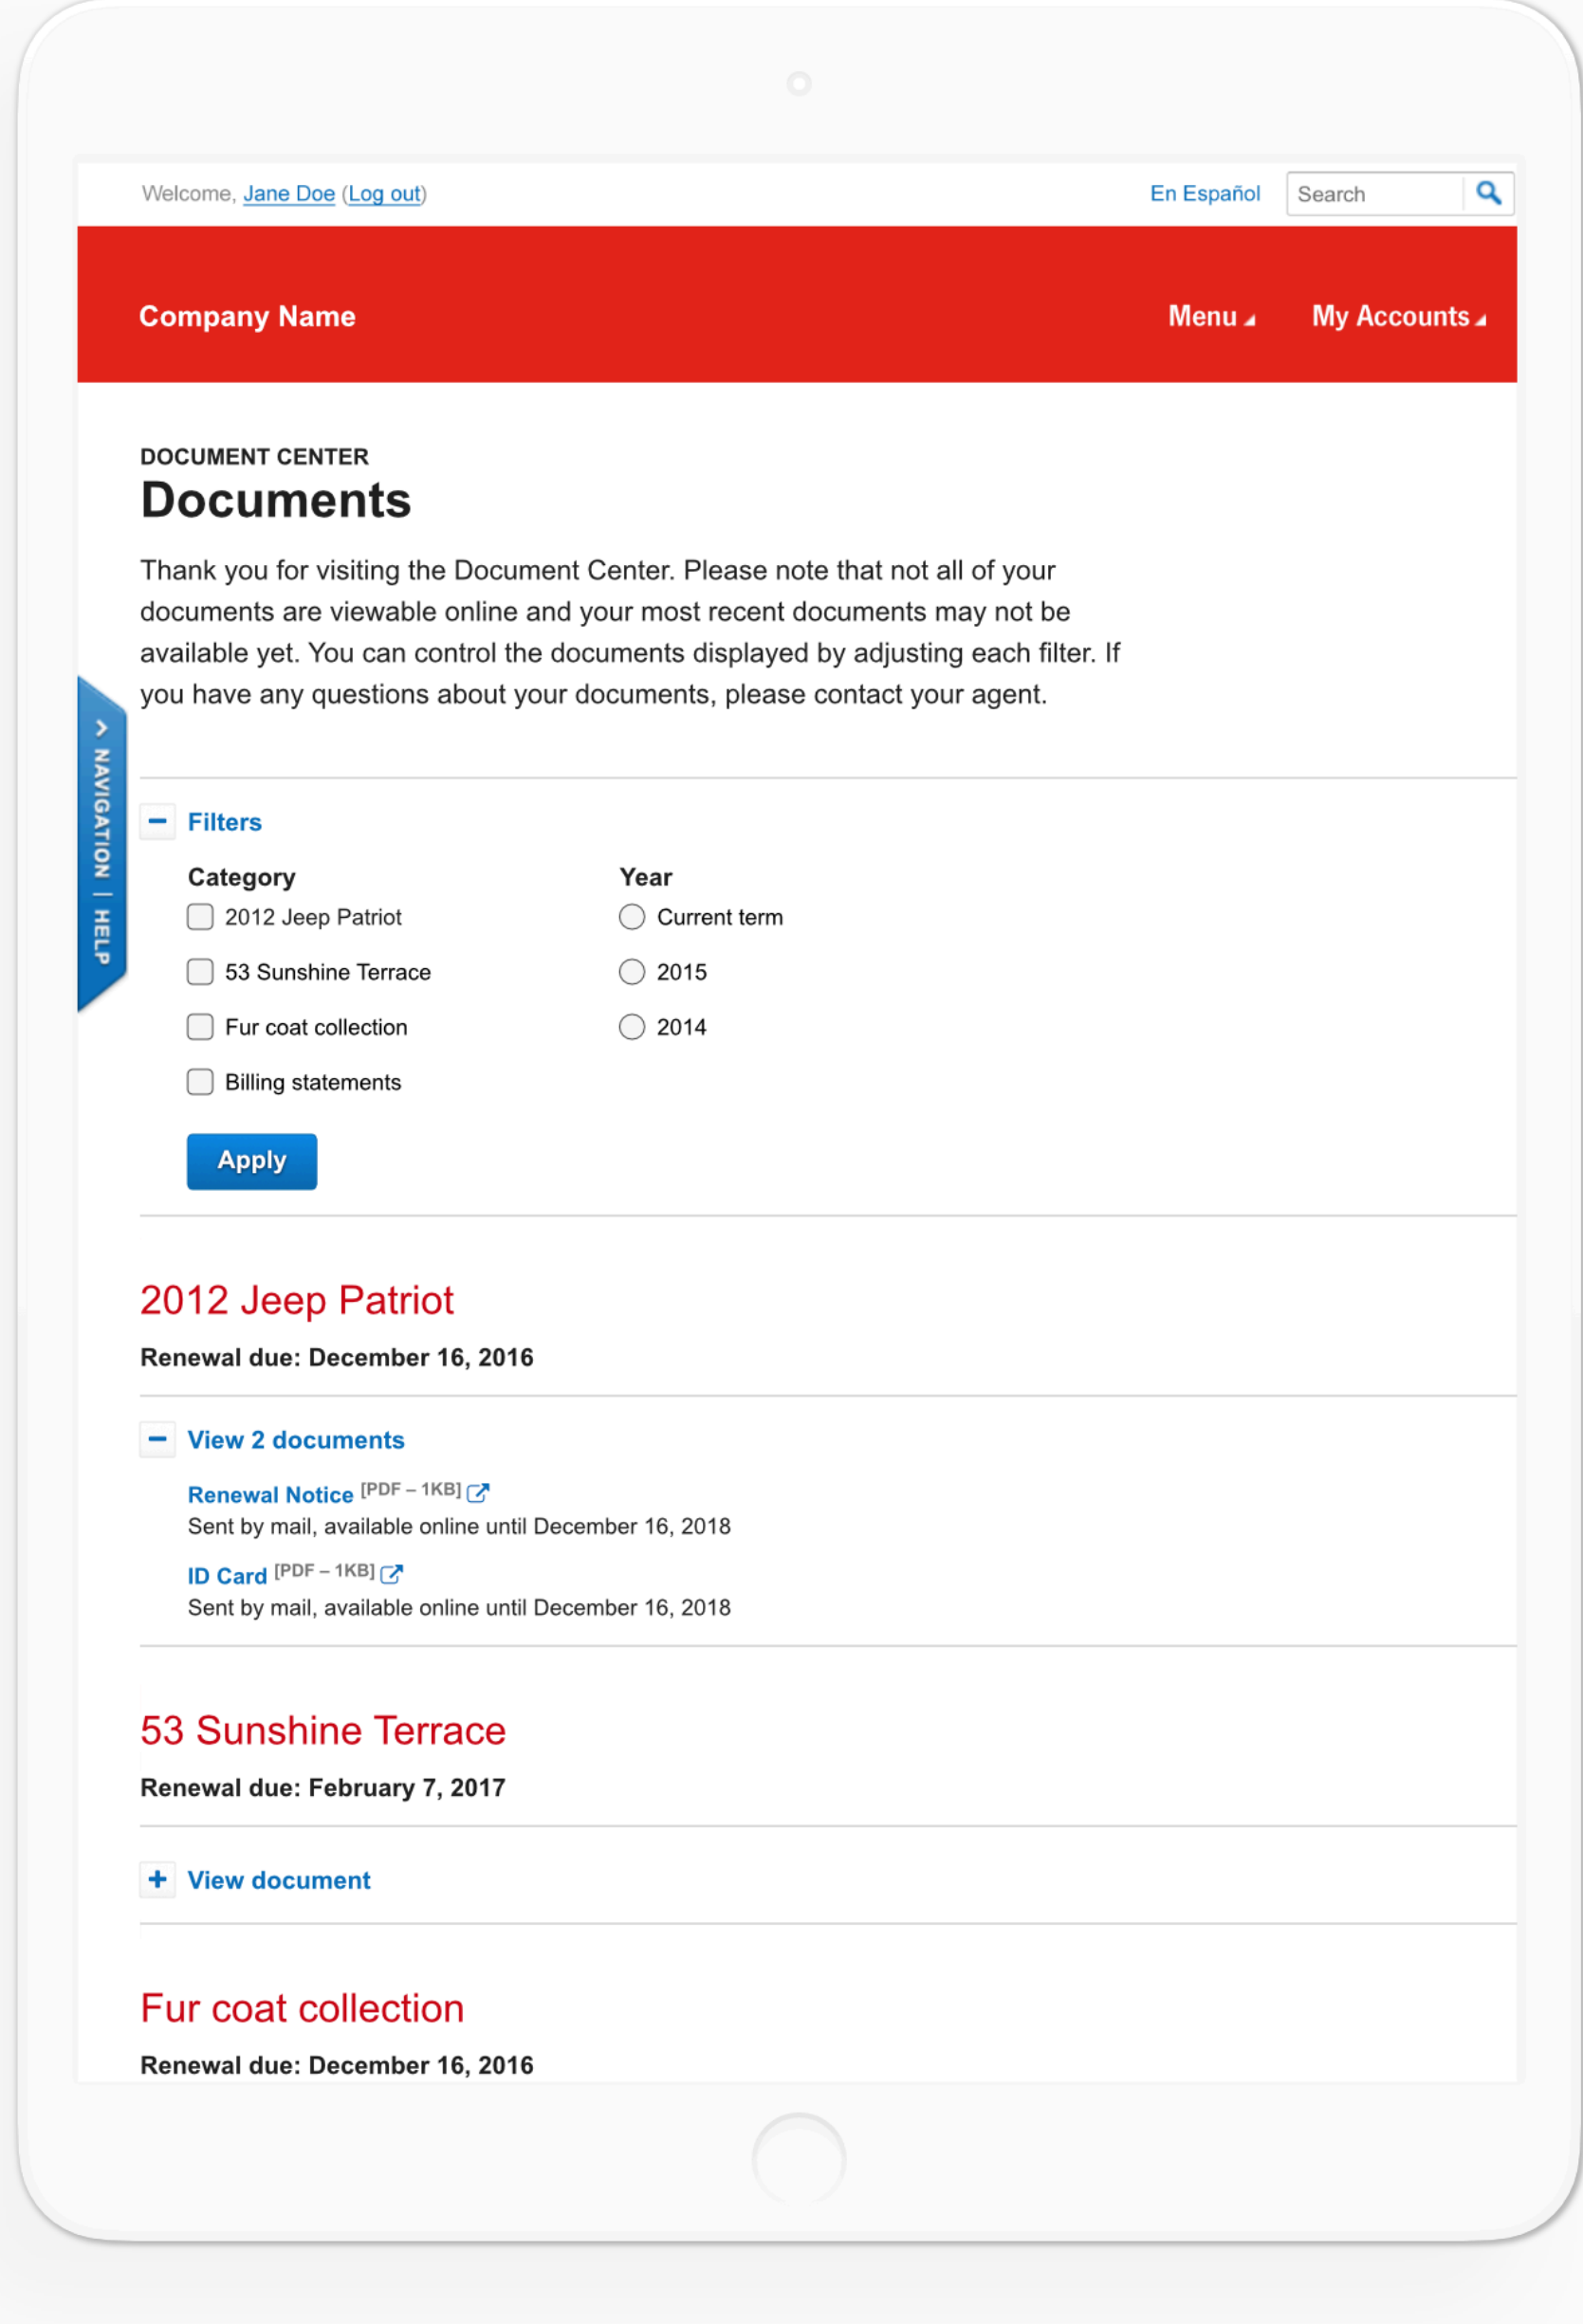 Welcome, Jane Doe (Log out)
En Español
Search
Company Name
Menu
My Accounts
DOCUMENT CENTER
Documents
Thank you for visiting the Document Center. Please note that not all of your
documents are viewable online and your most recent documents may not be
available yet. You can control the documents displayed by adjusting each filter. If
you have any questions about your documents, please contact your agent.
NAVIGATION | HELP
Filters
Category
2012 Jeep Patriot
53 Sunshine Terrace
Fur coat collection
Billing statements
Year
Current term
2015
2014
Apply
2012 Jeep Patriot
Renewal due: December 16, 2016
View 2 documents
Renewal Notice [PDF – 1KB]
Sent by mail, available online until December 16, 2018
ID Card [PDF – 1KB]
Sent by mail, available online until December 16, 2018
53 Sunshine Terrace
Renewal due: February 7, 2017
View document
Fur coat collection
Renewal due: December 16, 2016